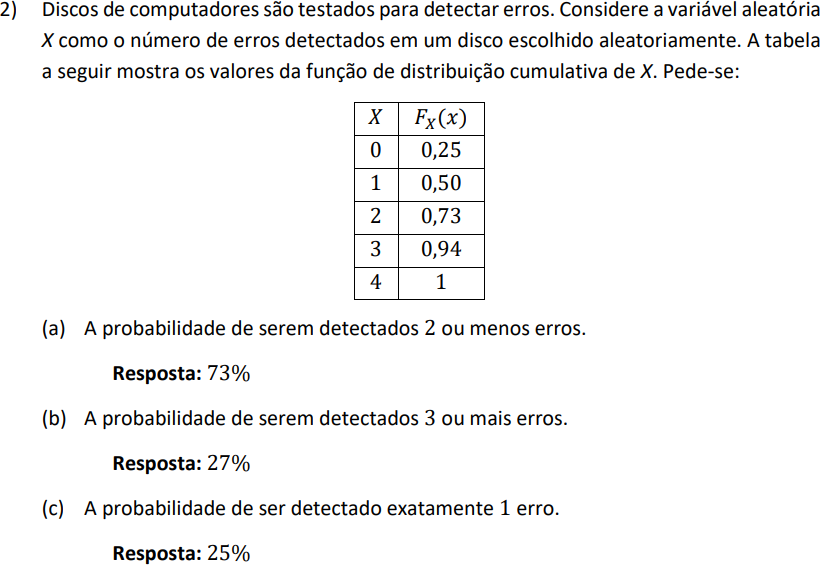 2) Discos de computadores são testados para detectar erros. Considere a variável aleatória
X como o número de erros detectados em um disco escolhido aleatoriamente. A tabela
a seguir mostra os valores da função de distribuição cumulativa de X. Pede-se:
X F_X(x)
0 0,25
1 0,50
2 0,73
3 0,94
4 1
(a) A probabilidade de serem detectados 2 ou menos erros.
Resposta: 73%
(b) A probabilidade de serem detectados 3 ou mais erros.
Resposta: 27%
(c) A probabilidade de ser detectado exatamente 1 erro.
Resposta: 25%